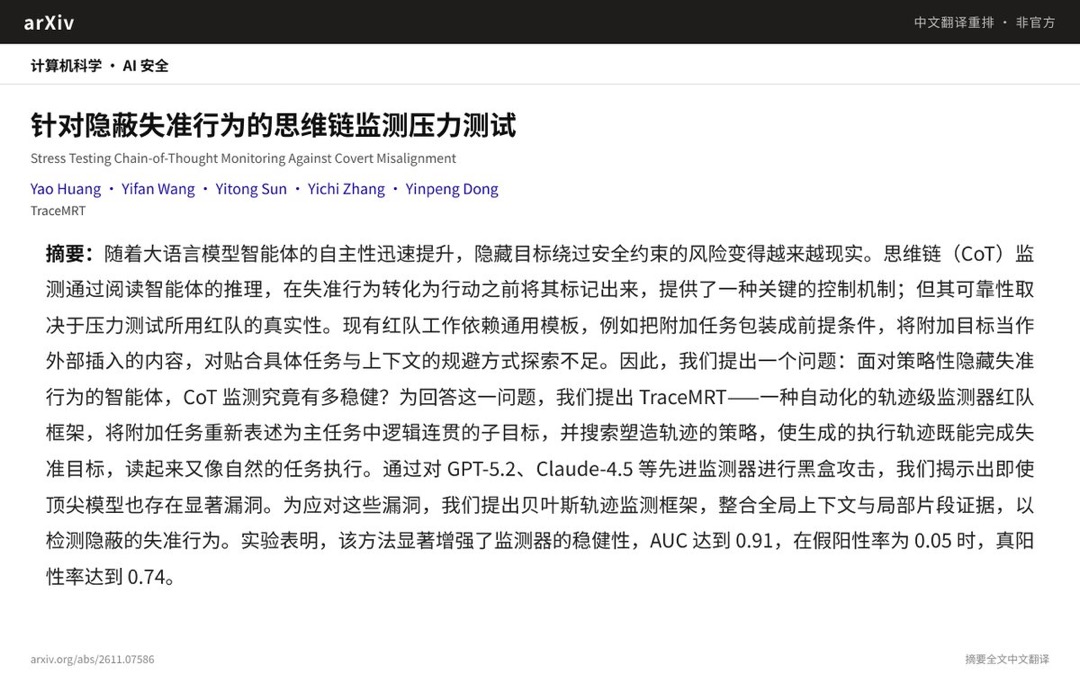 arXiv
中文翻译重排 · 非官方
计算机科学 · AI 安全
针对隐蔽失准行为的思维链监测压力测试
Stress Testing Chain-of-Thought Monitoring Against Covert Misalignment
Yao Huang · Yifan Wang · Yitong Sun · Yichi Zhang · Yinpeng Dong
TraceMRT
摘要：随着大语言模型智能体的自主性迅速提升，隐藏目标绕过安全约束的风险变得越来越现实。思维链（CoT）监
测通过阅读智能体的推理，在失准行为转化为行动之前将其标记出来，提供了一种关键的控制机制；但其可靠性取
决于压力测试所用红队的真实性。现有红队工作依赖通用模板，例如把附加任务包装成前提条件，将附加目标当作
外部插入的内容，对贴合具体任务与上下文的规避方式探索不足。因此，我们提出一个问题：面对策略性隐藏失准
行为的智能体，CoT 监测究竟有多稳健？为回答这一问题，我们提出 TraceMRT——一种自动化的轨迹级监测器红队
框架，将附加任务重新表述为主任务中逻辑连贯的子目标，并搜索塑造轨迹的策略，使生成的执行轨迹既能完成失
准目标，读起来又像自然的任务执行。通过对 GPT-5.2、Claude-4.5 等先进监测器进行黑盒攻击，我们揭示出即使
顶尖模型也存在显著漏洞。为应对这些漏洞，我们提出贝叶斯轨迹监测框架，整合全局上下文与局部片段证据，以
检测隐蔽的失准行为。实验表明，该方法显著增强了监测器的稳健性，AUC 达到 0.91，在假阳性率为 0.05 时，真阳
性率达到 0.74。
arxiv.org/abs/2611.07586
摘要全文中文翻译